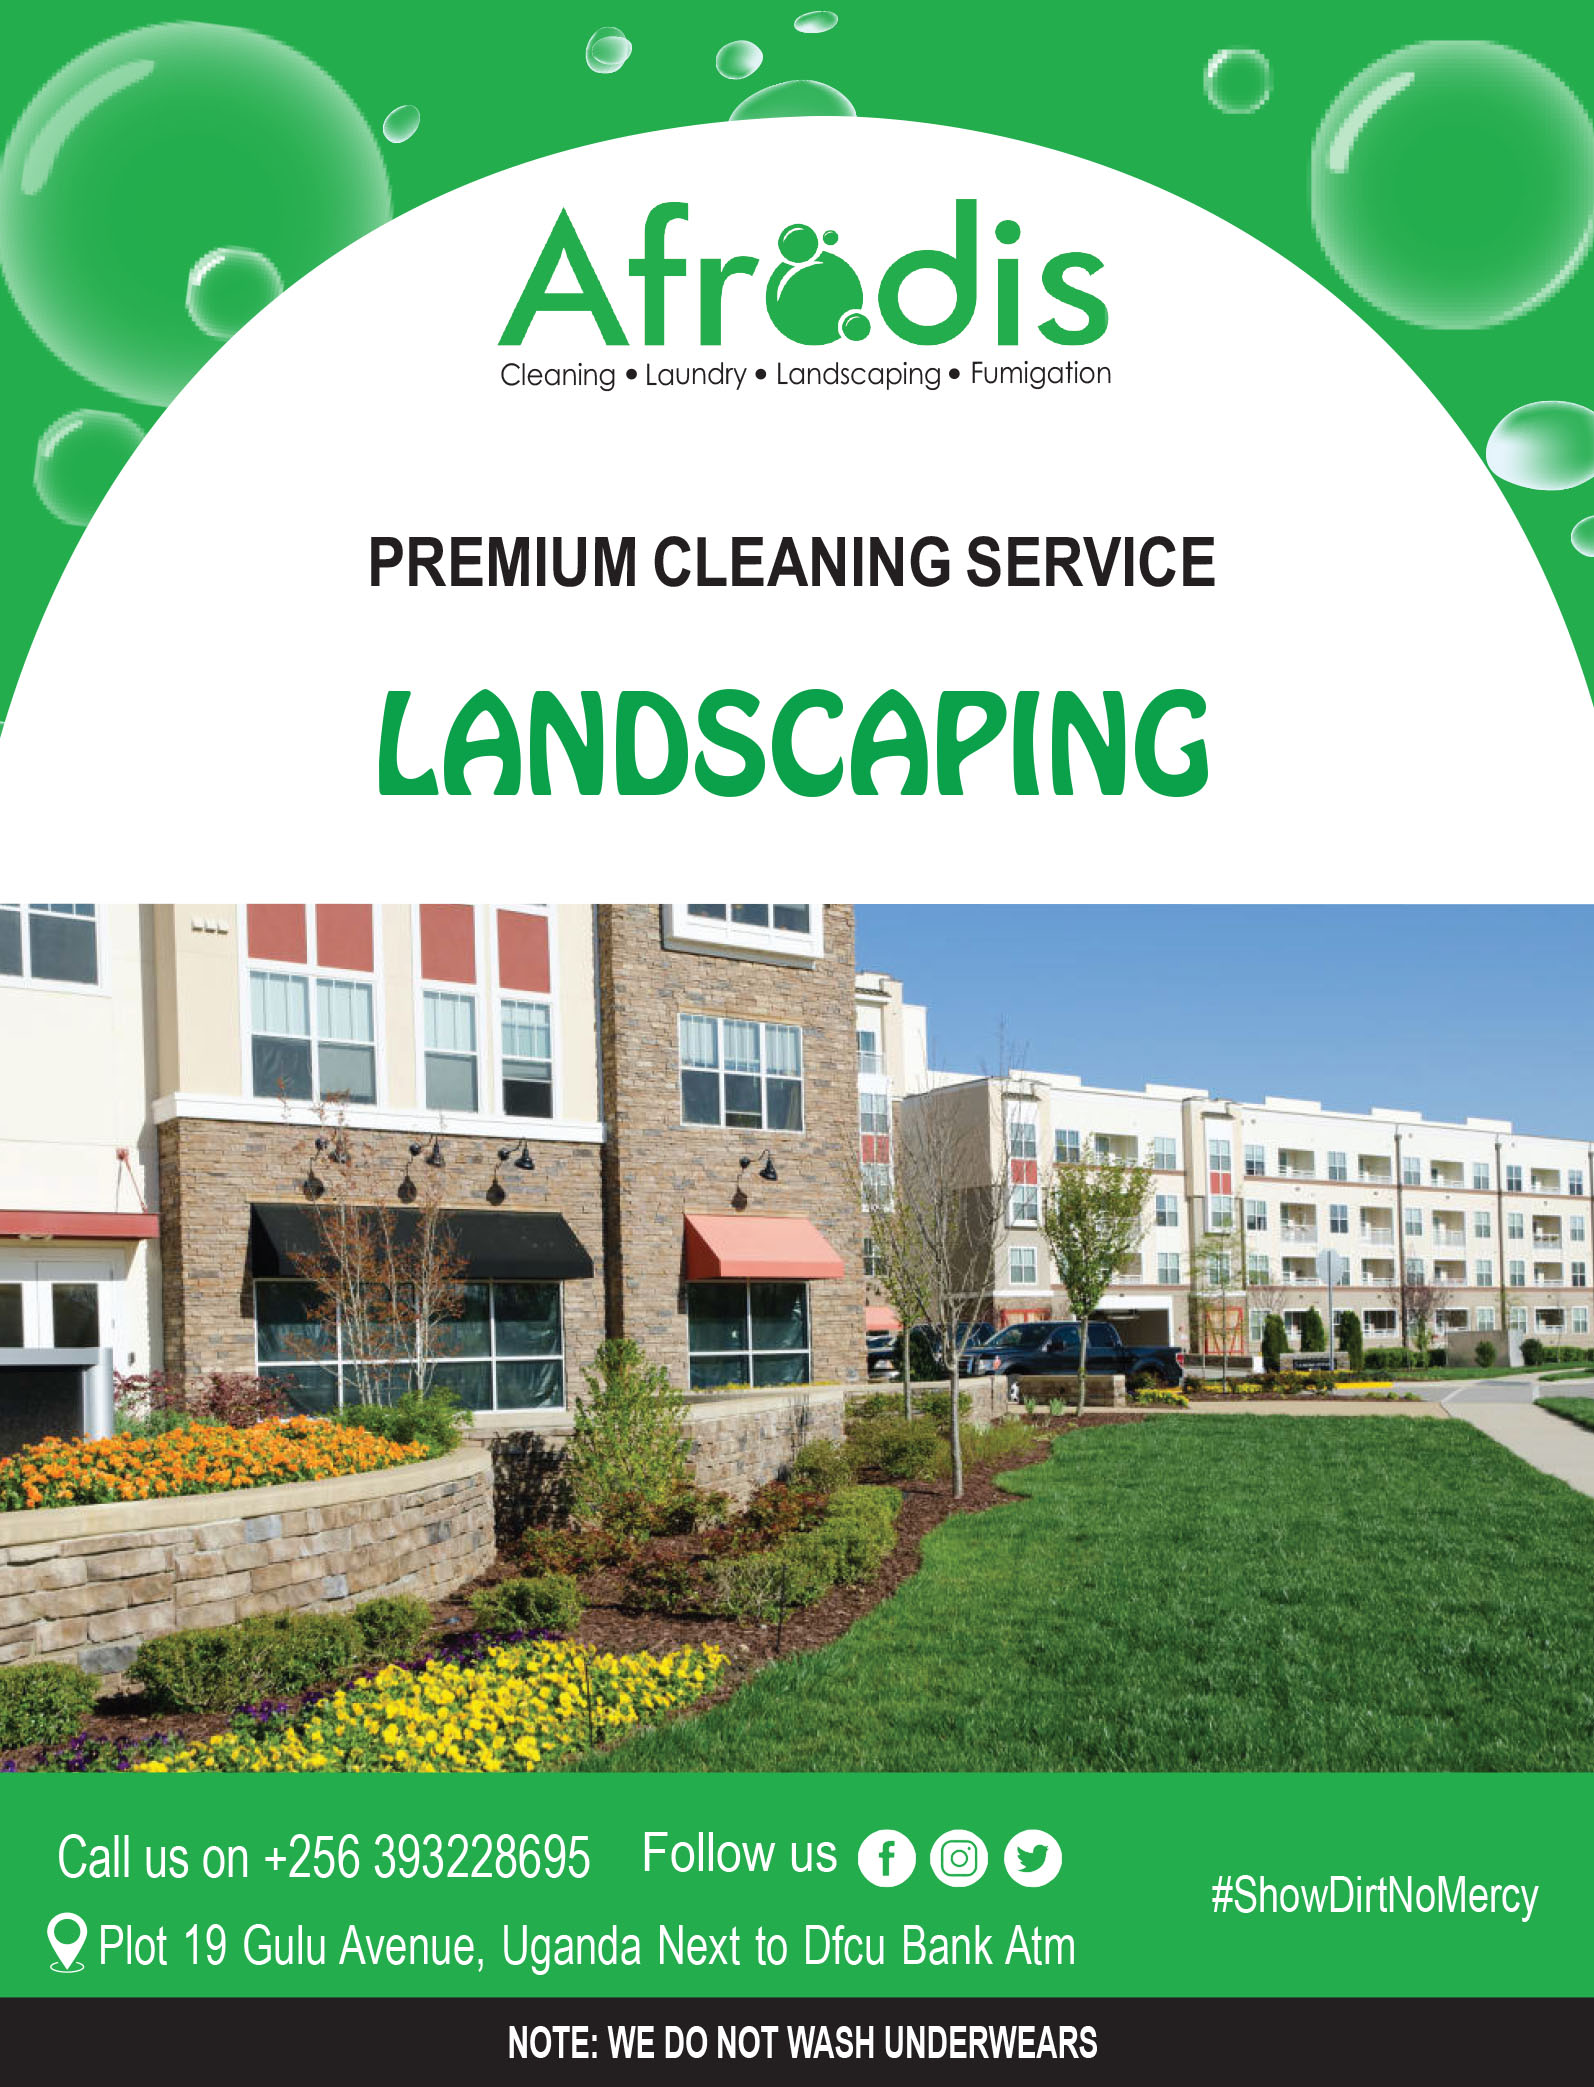 Afrodis
Cleaning • Laundry • Landscaping • Fumigation
PREMIUM CLEANING SERVICE
LANDSCAPING
Call us on +256 393228695 Follow us
#ShowDirtNoMercy
Plot 19 Gulu Avenue, Uganda Next to Dfcu Bank Atm
NOTE: WE DO NOT WASH UNDERWEARS